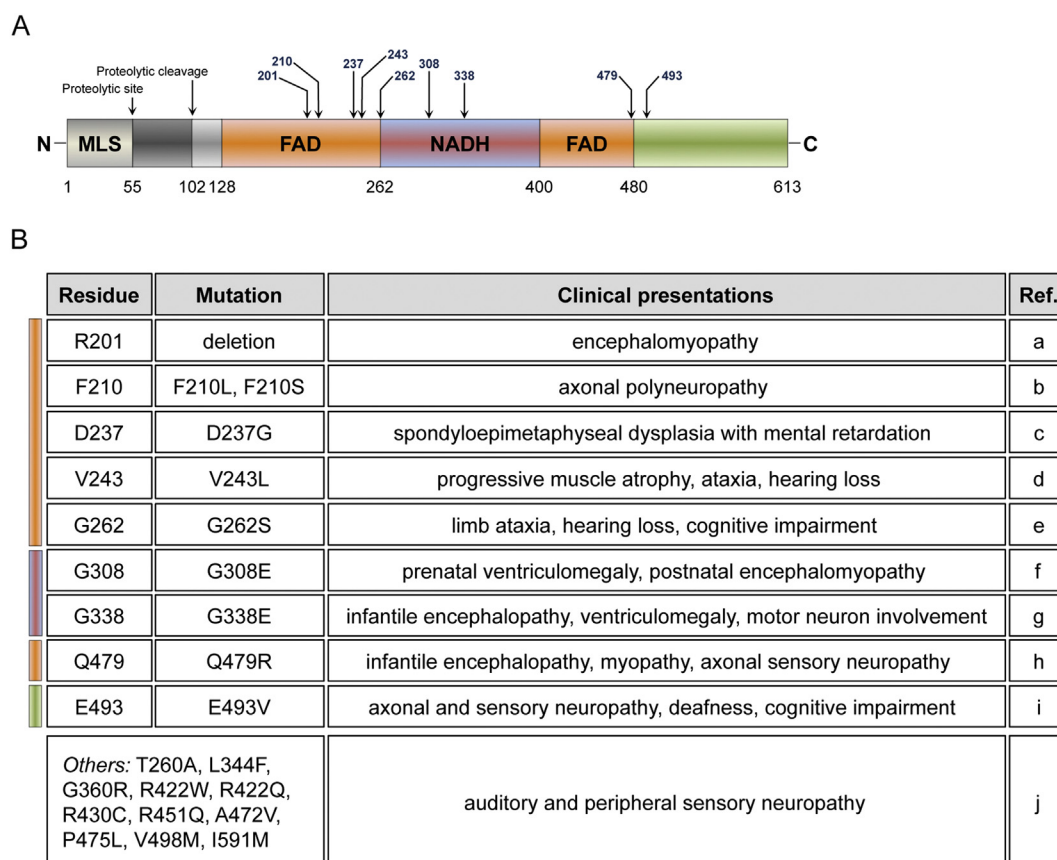 A
Proteolytic cleavage
Proteolytic site
201 210 237 243 262 308 338 479 493
N MLS FAD NADH FAD C
1 55 102 128 262 400 480 613
B
Residue Mutation Clinical presentations Ref.
R201 deletion encephalomyopathy a
F210 F210L, F210S axonal polyneuropathy b
D237 D237G spondyloepimetaphyseal dysplasia with mental retardation c
V243 V243L progressive muscle atrophy, ataxia, hearing loss d
G262 G262S limb ataxia, hearing loss, cognitive impairment e
G308 G308E prenatal ventriculomegaly, postnatal encephalomyopathy f
G338 G338E infantile encephalopathy, ventriculomegaly, motor neuron involvement g
Q479 Q479R infantile encephalopathy, myopathy, axonal sensory neuropathy h
E493 E493V axonal and sensory neuropathy, deafness, cognitive impairment i
Others: T260A, L344F,
G360R, R422W, R422Q,
R430C, R451Q, A472V,
P475L, V498M, I591M
auditory and peripheral sensory neuropathy j